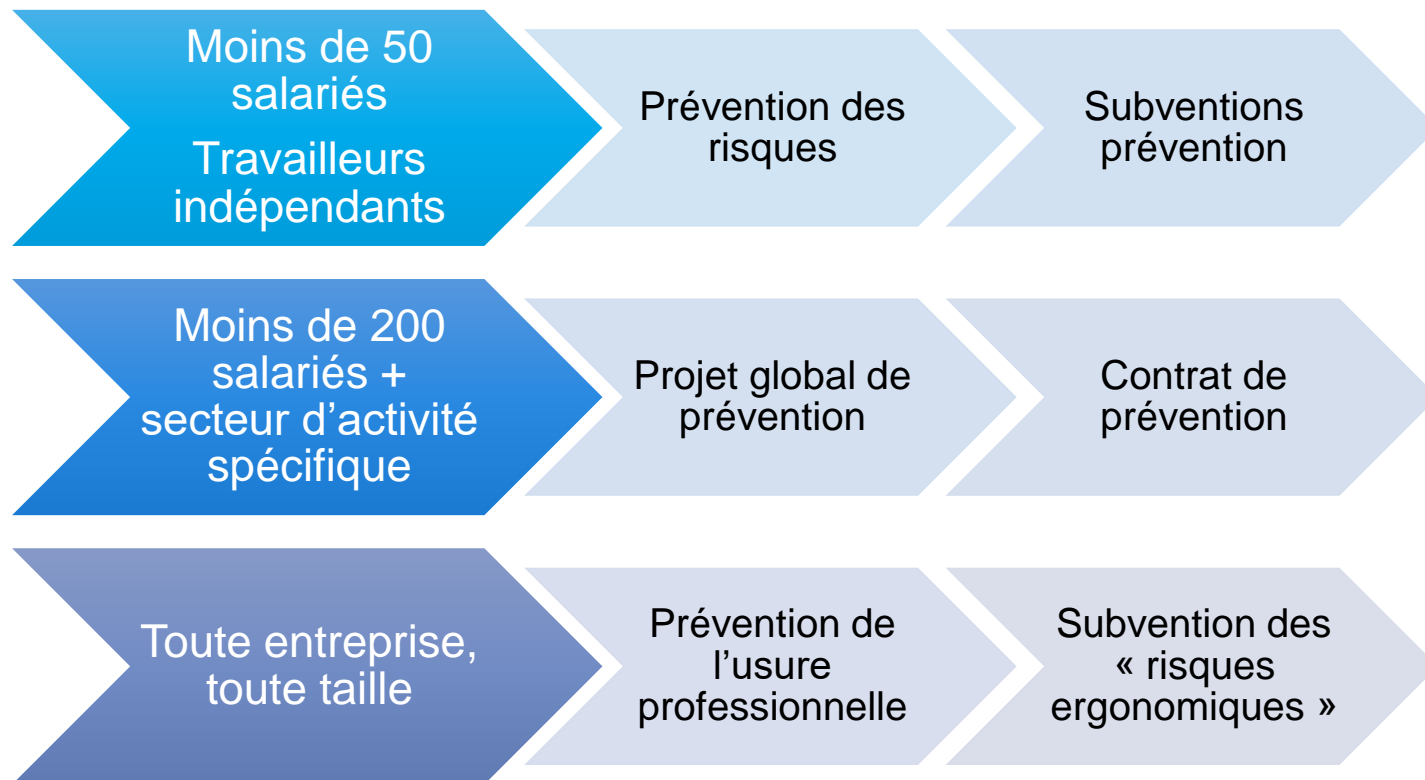 Moins de 50
salariés
Travailleurs
indépendants
Prévention des
risques
Subventions
prévention
Moins de 200
salariés +
secteur d’activité
spécifique
Projet global de
prévention
Contrat de
prévention
Toute entreprise,
toute taille
Prévention de
l’usure
professionnelle
Subvention des
« risques
ergonomiques »